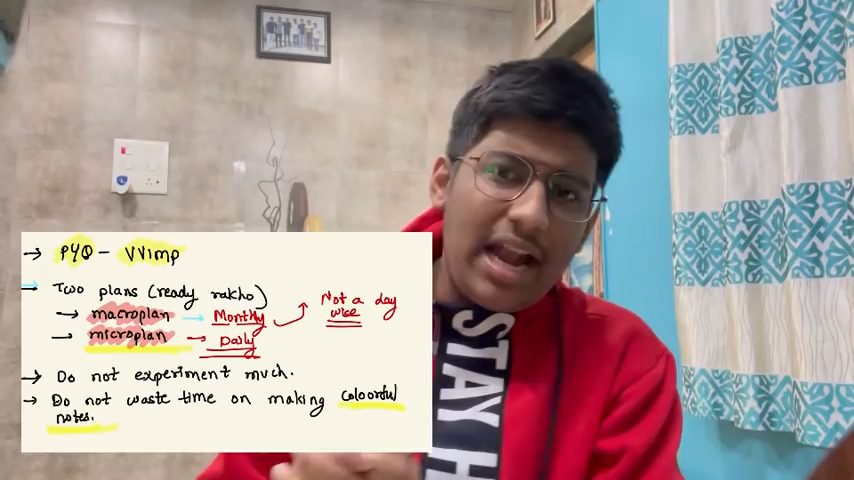 → PYQ - VVimp
→ Two plans (ready rakho)
→ macroplan → Monthly → Not a day wise
→ microplan → Daily
→ Do not experiment much.
→ Do not waste time on making colourful notes.
STAY H